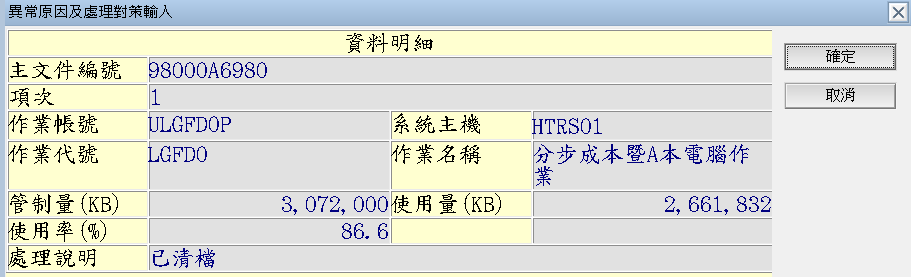 異常原因及處理對策輸入
資料明細
確定
取消
主文件編號 98000A6980
項次 1
作業帳號 ULGFDOP 系統主機 HTRS01
作業代號 LGFDO 作業名稱 分步成本暨A本電腦作
業
管制量(KB) 3,072,000 使用量(KB) 2,661,832
使用率(%) 86.6
處理說明 已清檔